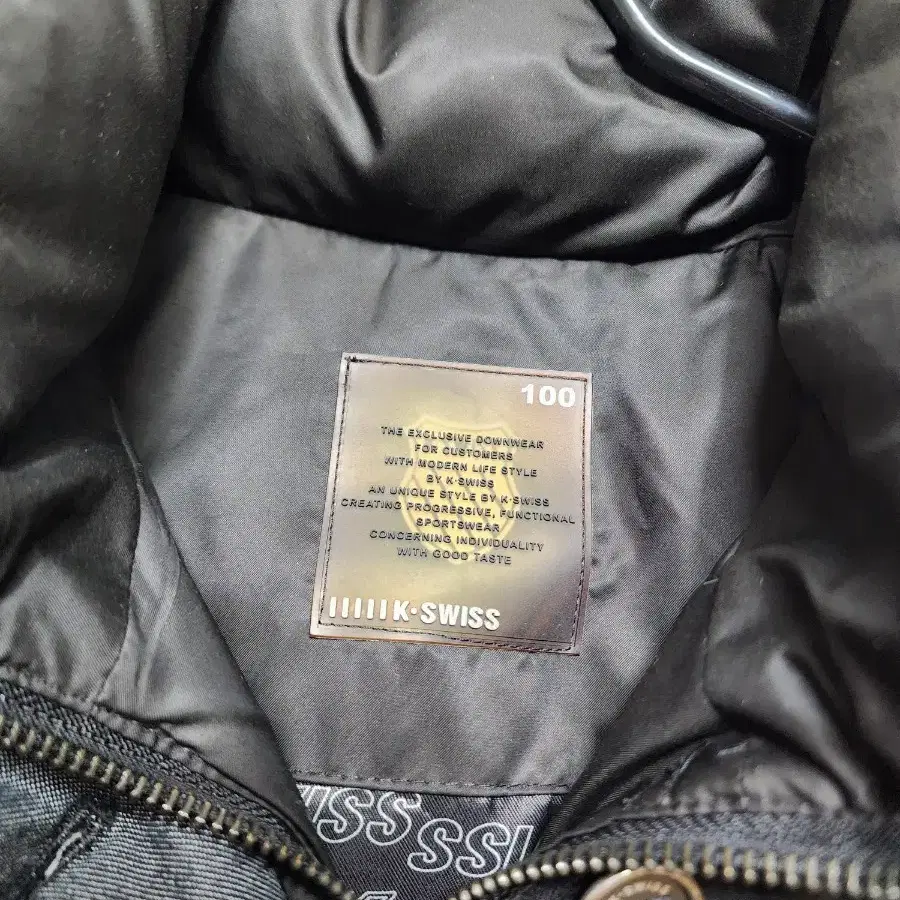 100
THE EXCLUSIVE DOWNWEAR
FOR CUSTOMERS
WITH MODERN LIFE STYLE
BY K·SWISS
AN UNIQUE STYLE BY K·SWISS
CREATING PROGRESSIVE, FUNCTIONAL
SPORTSWEAR
CONCERNING INDIVIDUALITY
WITH GOOD TASTE
K·SWISS